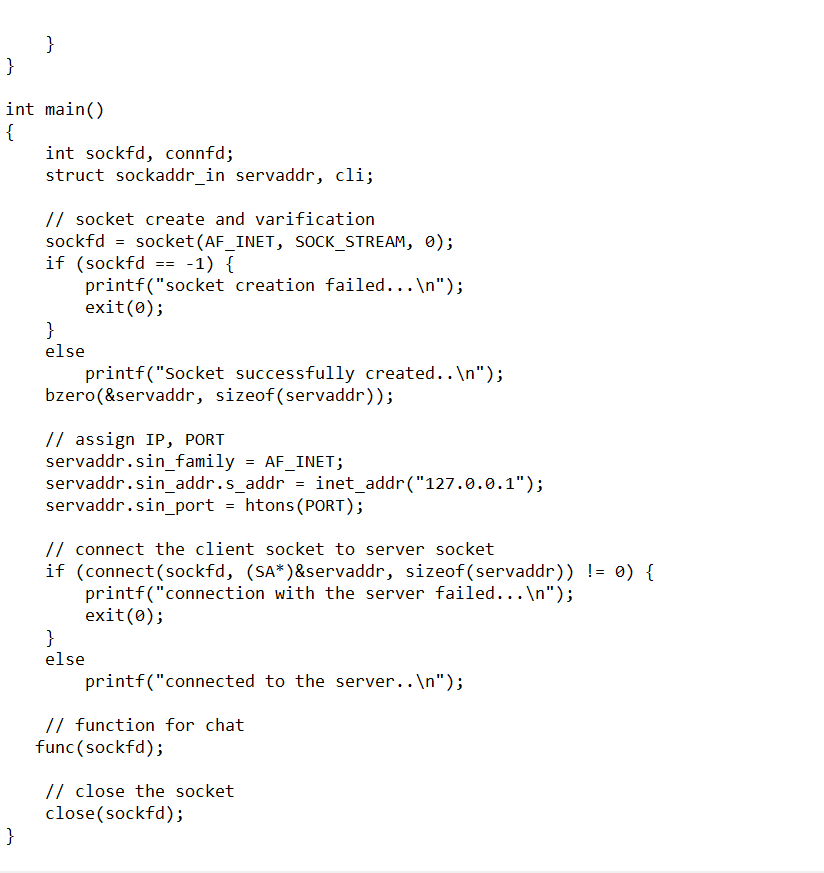 }
}

int main()
{
    int sockfd, connfd;
    struct sockaddr_in servaddr, cli;

    // socket create and varification
    sockfd = socket(AF_INET, SOCK_STREAM, 0);
    if (sockfd == -1) {
        printf("socket creation failed...\n");
        exit(0);
    }
    else
        printf("Socket successfully created..\n");
    bzero(&servaddr, sizeof(servaddr));

    // assign IP, PORT
    servaddr.sin_family = AF_INET;
    servaddr.sin_addr.s_addr = inet_addr("127.0.0.1");
    servaddr.sin_port = htons(PORT);

    // connect the client socket to server socket
    if (connect(sockfd, (SA*)&servaddr, sizeof(servaddr)) != 0) {
        printf("connection with the server failed...\n");
        exit(0);
    }
    else
        printf("connected to the server..\n");

    // function for chat
   func(sockfd);

    // close the socket
    close(sockfd);
}